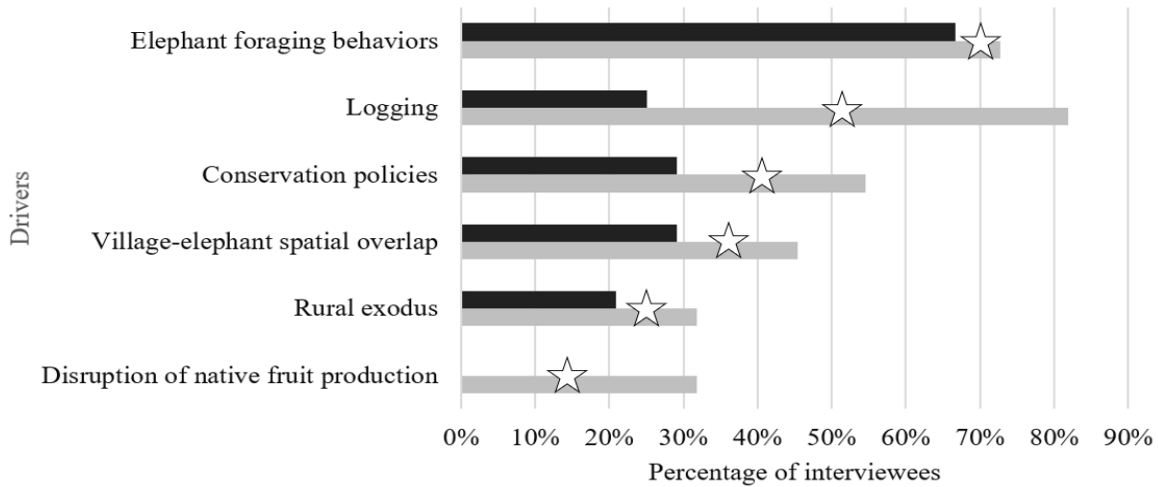 Drivers
Elephant foraging behaviors
Logging
Conservation policies
Village-elephant spatial overlap
Rural exodus
Disruption of native fruit production
0% 10% 20% 30% 40% 50% 60% 70% 80% 90%
Percentage of interviewees